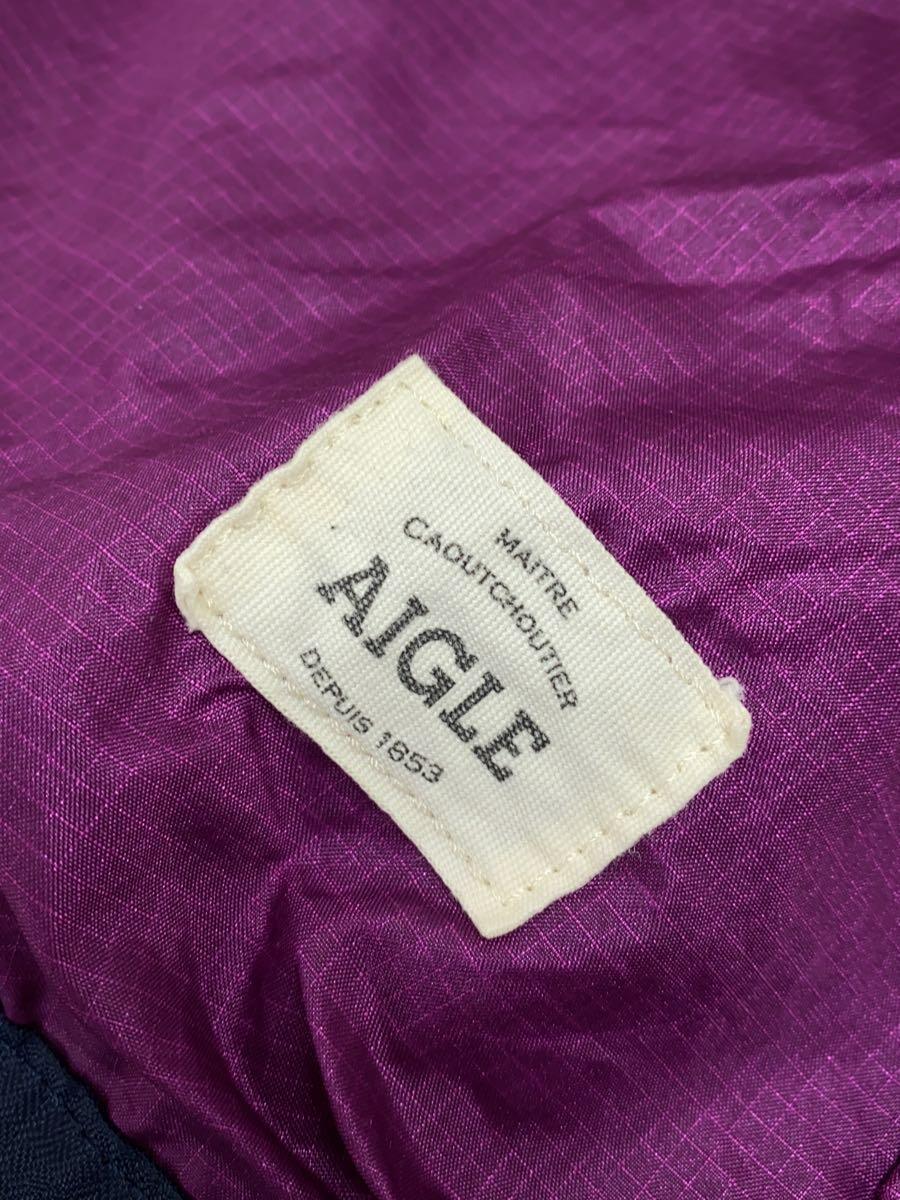 MAITRE
CAOUTCHOUTIER
AIGLE
DEPUIS 1853